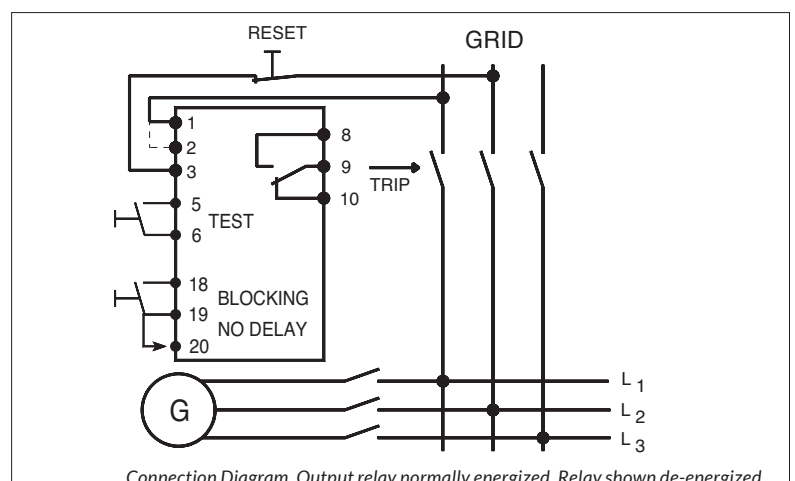 RESET
GRID
1
2
3
5
TEST
6
18
BLOCKING
19
NO DELAY
20
8
9
10
TRIP
G
L 1
L 2
L 3
Connection Diagram. Output relay normally energized. Relay shown de-energized